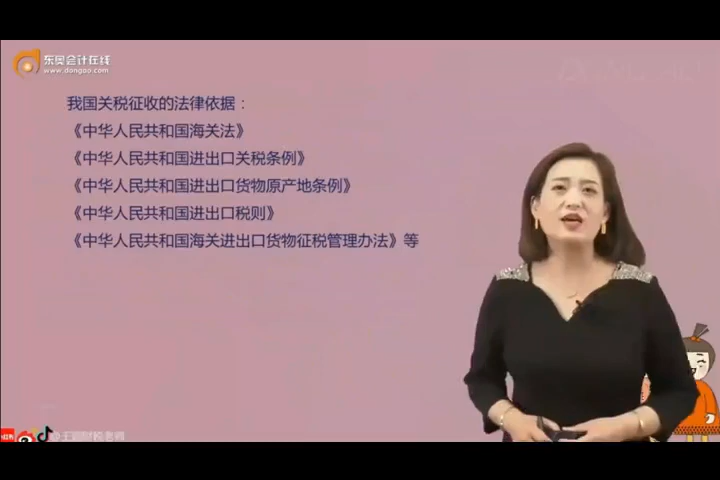 东奥会计在线
www.dongao.com
我国关税征收的法律依据：
《中华人民共和国海关法》
《中华人民共和国进出口关税条例》
《中华人民共和国进出口货物原产地条例》
《中华人民共和国进出口税则》
《中华人民共和国海关进出口货物征税管理办法》等